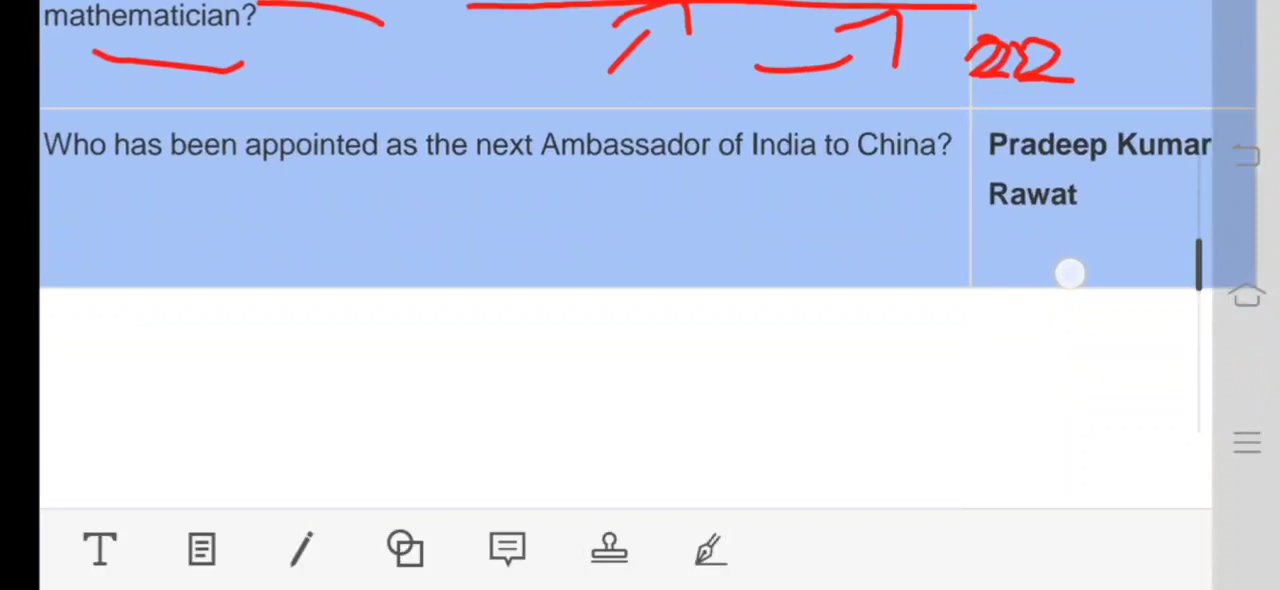 mathematician?
Who has been appointed as the next Ambassador of India to China?
Pradeep Kumar
Rawat